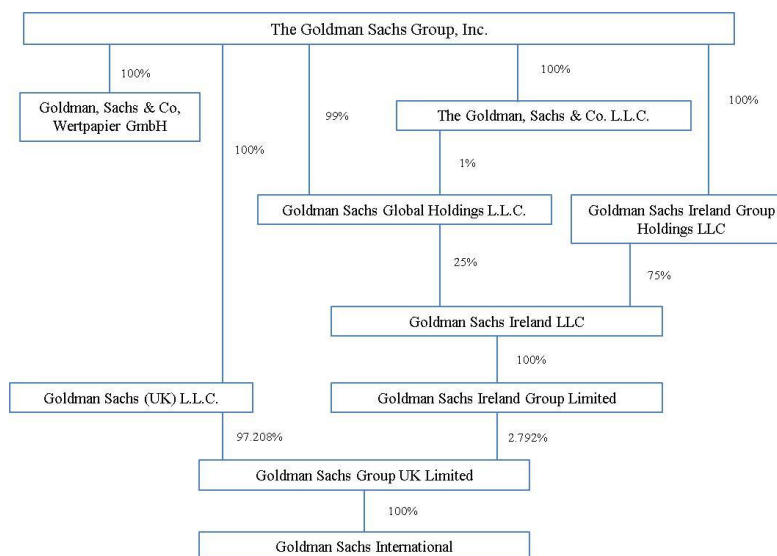 The Goldman Sachs Group, Inc.
100%
100%
100%
Goldman, Sachs & Co,
Wertpapier GmbH
99%
The Goldman, Sachs & Co. L.L.C.
100%
1%
Goldman Sachs Global Holdings L.L.C.
Goldman Sachs Ireland Group
Holdings LLC
25%
75%
Goldman Sachs Ireland LLC
100%
Goldman Sachs (UK) L.L.C.
Goldman Sachs Ireland Group Limited
97.208%
2.792%
Goldman Sachs Group UK Limited
100%
Goldman Sachs International